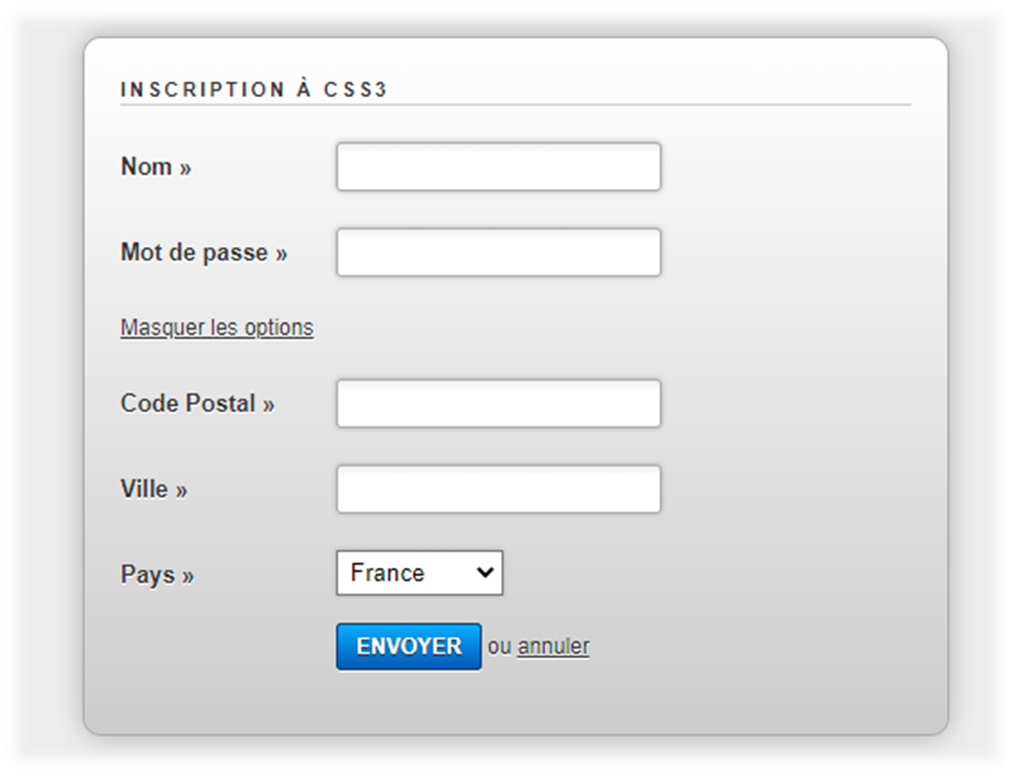 INSCRIPTION À CSS3
Nom »
Mot de passe »
Masquer les options
Code Postal »
Ville »
Pays » France
ENVOYER ou annuler